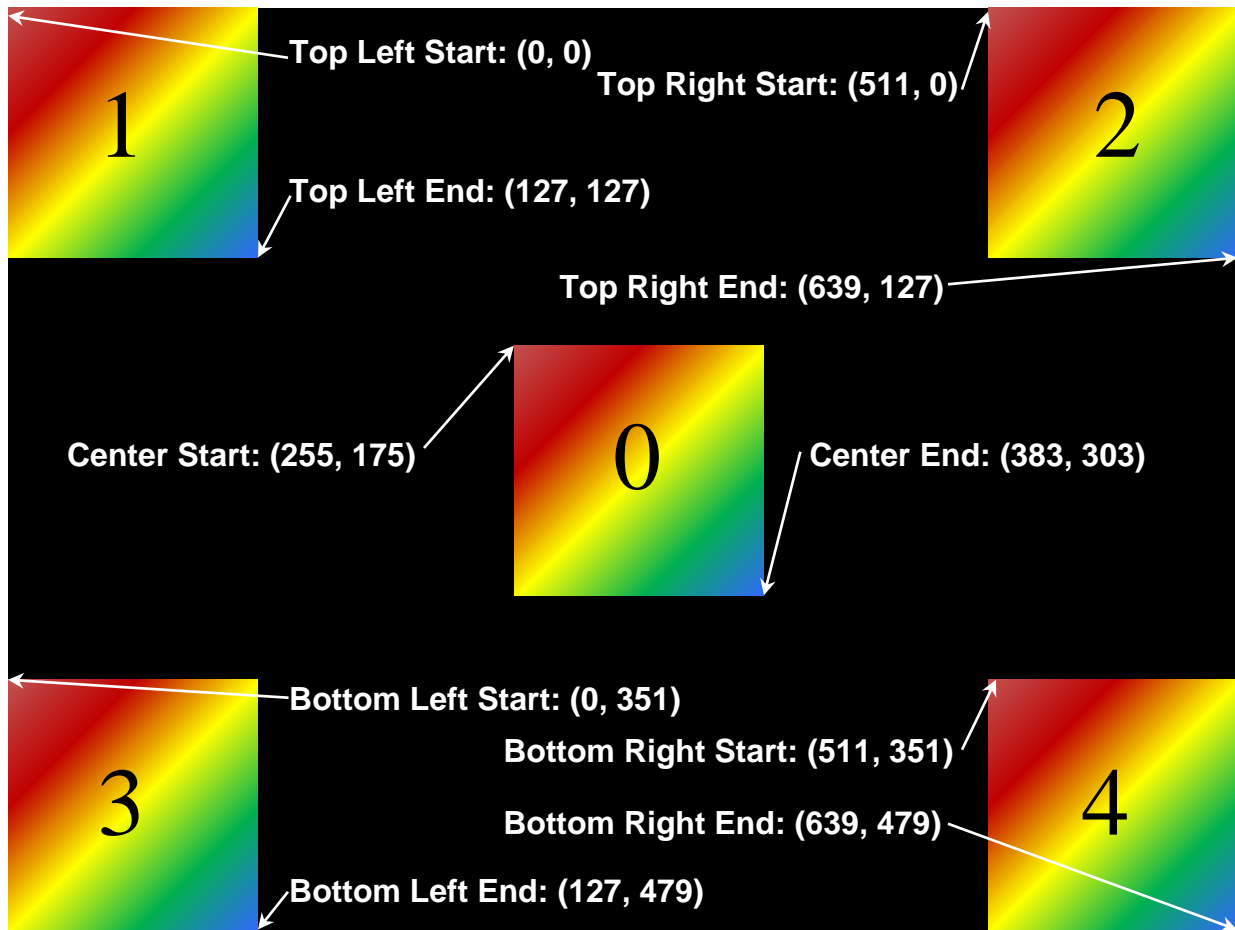 Top Left Start: (0, 0)
Top Right Start: (511, 0)
1
2
Top Left End: (127, 127)
Top Right End: (639, 127)
Center Start: (255, 175)
0
Center End: (383, 303)
Bottom Left Start: (0, 351)
Bottom Right Start: (511, 351)
3
4
Bottom Right End: (639, 479)
Bottom Left End: (127, 479)